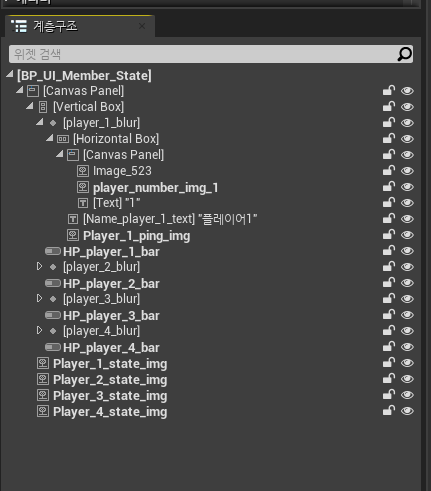 계층구조
위젯 검색
[BP_UI_Member_State]
[Canvas Panel]
[Vertical Box]
[player_1_blur]
[Horizontal Box]
[Canvas Panel]
Image_523
player_number_img_1
[Text] "1"
[Name_player_1_text] "플레이어1"
Player_1_ping_img
HP_player_1_bar
[player_2_blur]
HP_player_2_bar
[player_3_blur]
HP_player_3_bar
[player_4_blur]
HP_player_4_bar
Player_1_state_img
Player_2_state_img
Player_3_state_img
Player_4_state_img